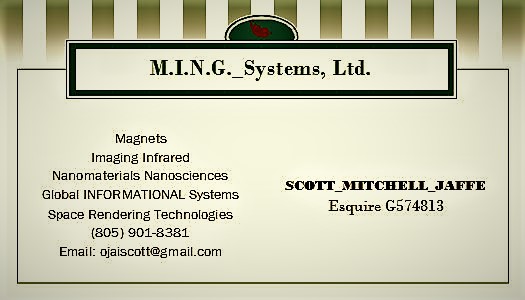 M.I.N.G._Systems, Ltd.
Magnets
Imaging Infrared
Nanomaterials Nanosciences
Global INFORMATIONAL Systems
Space Rendering Technologies
(805) 901-8381
Email: ojaiscott@gmail.com
SCOTT_MITCHELL_JAFFE
Esquire G574813